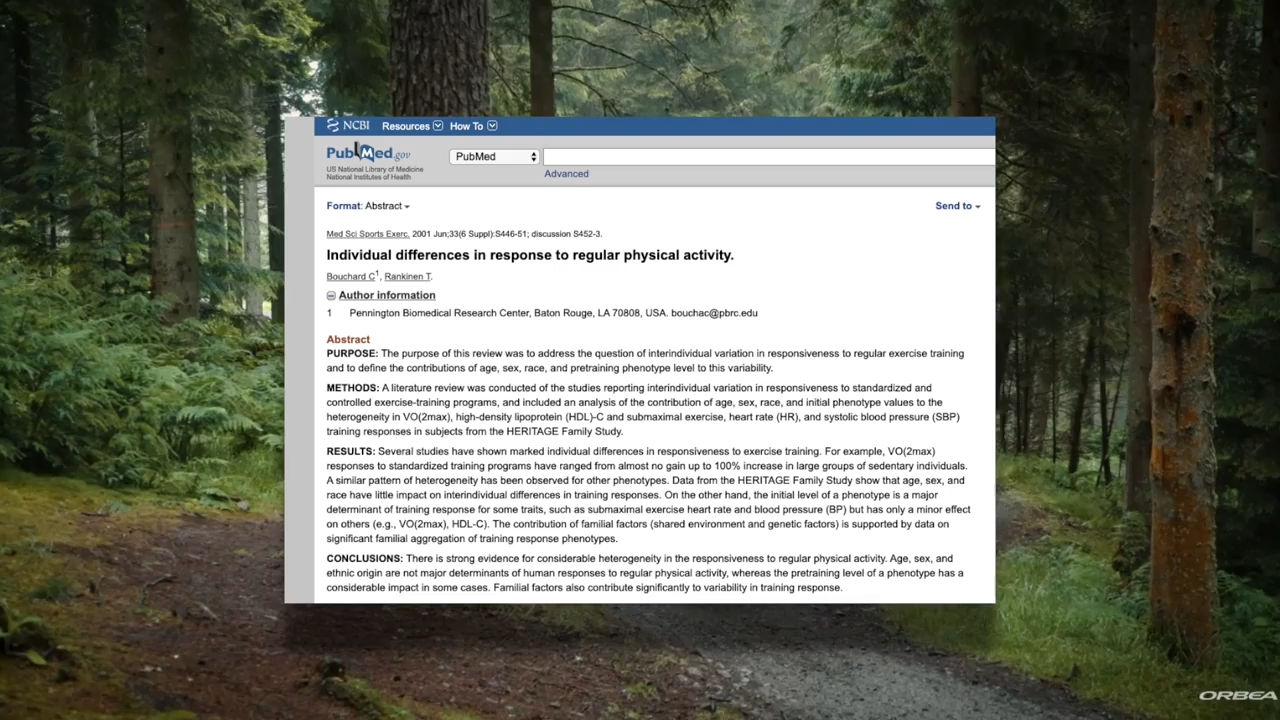 NCBI Resources How To
PubMed.gov
US National Library of Medicine
National Institutes of Health
PubMed
Advanced
Format: Abstract
Send to
Med Sci Sports Exerc. 2001 Jun;33(6 Suppl):S446-51; discussion S452-3.
Individual differences in response to regular physical activity.
Bouchard C1, Rankinen T.
Author information
1 Pennington Biomedical Research Center, Baton Rouge, LA 70808, USA. bouchac@pbrc.edu
Abstract
PURPOSE: The purpose of this review was to address the question of interindividual variation in responsiveness to regular exercise training
and to define the contributions of age, sex, race, and pretraining phenotype level to this variability.
METHODS: A literature review was conducted of the studies reporting interindividual variation in responsiveness to standardized and
controlled exercise-training programs, and included an analysis of the contribution of age, sex, race, and initial phenotype values to the
heterogeneity in VO(2max), high-density lipoprotein (HDL)-C and submaximal exercise, heart rate (HR), and systolic blood pressure (SBP)
training responses in subjects from the HERITAGE Family Study.
RESULTS: Several studies have shown marked individual differences in responsiveness to exercise training. For example, VO(2max)
responses to standardized training programs have ranged from almost no gain up to 100% increase in large groups of sedentary individuals.
A similar pattern of heterogeneity has been observed for other phenotypes. Data from the HERITAGE Family Study show that age, sex, and
race have little impact on interindividual differences in training responses. On the other hand, the initial level of a phenotype is a major
determinant of training response for some traits, such as submaximal exercise heart rate and blood pressure (BP) but has only a minor effect
on others (e.g., VO(2max), HDL-C). The contribution of familial factors (shared environment and genetic factors) is supported by data on
significant familial aggregation of training response phenotypes.
CONCLUSIONS: There is strong evidence for considerable heterogeneity in the responsiveness to regular physical activity. Age, sex, and
ethnic origin are not major determinants of human responses to regular physical activity, whereas the pretraining level of a phenotype has a
considerable impact in some cases. Familial factors also contribute significantly to variability in training response.
ORBEA